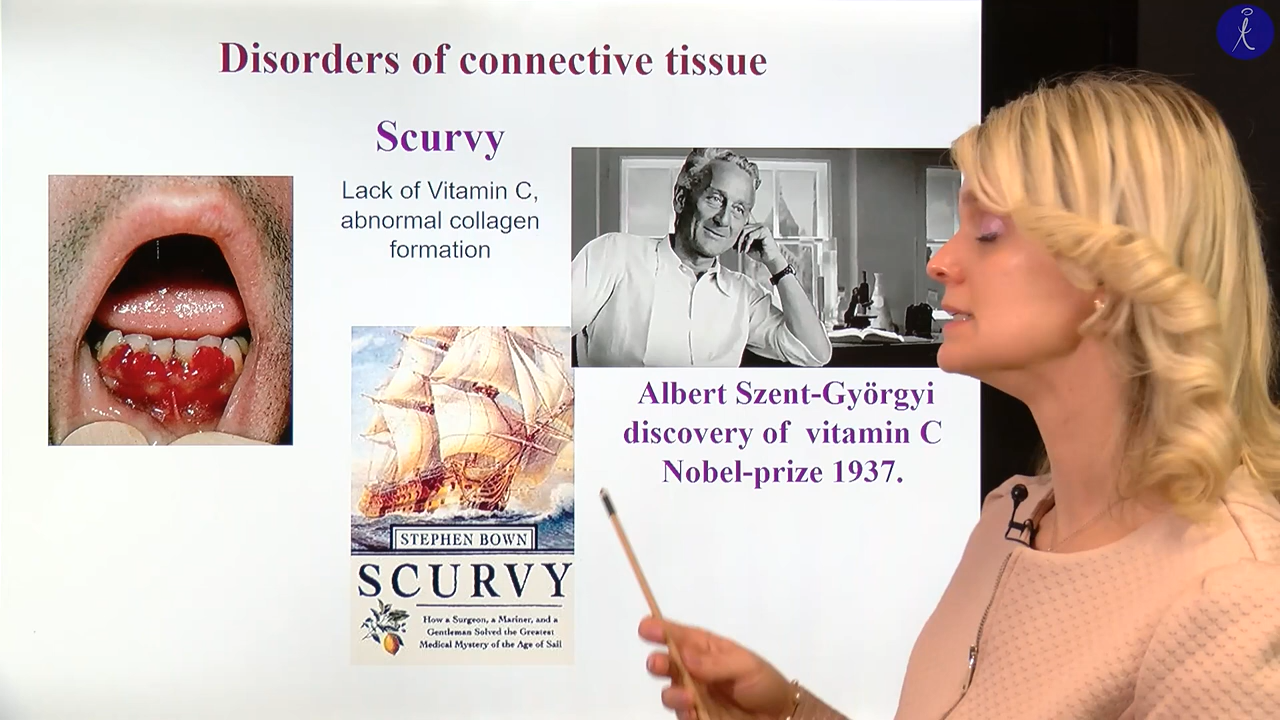 Disorders of connective tissue
Scurvy
Lack of Vitamin C,
abnormal collagen
formation
Albert Szent-Györgyi
discovery of vitamin C
Nobel-prize 1937.
STEPHEN BOWN
SCURVY
How a Surgeon, a Mariner, and a
Gentleman Solved the Greatest
Medical Mystery of the Age of Sail